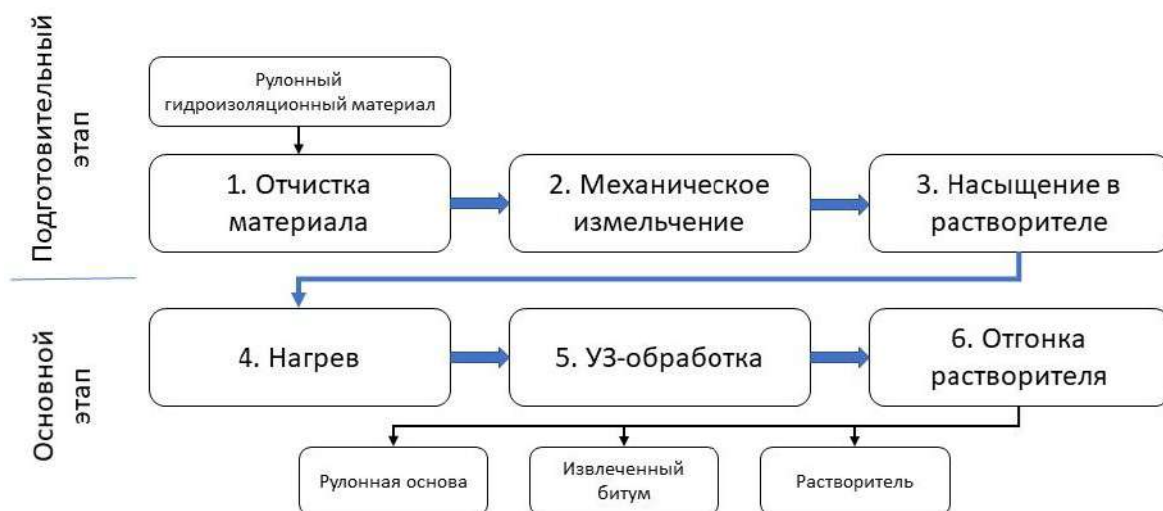 Подготовительный
этап
Рулонный
гидроизоляционный материал
1. Отчистка
материала
2. Механическое
измельчение
3. Насыщение в
растворителе
Основной
этап
4. Нагрев
5. УЗ-обработка
6. Отгонка
растворителя
Рулонная основа
Извлеченный
битум
Растворитель